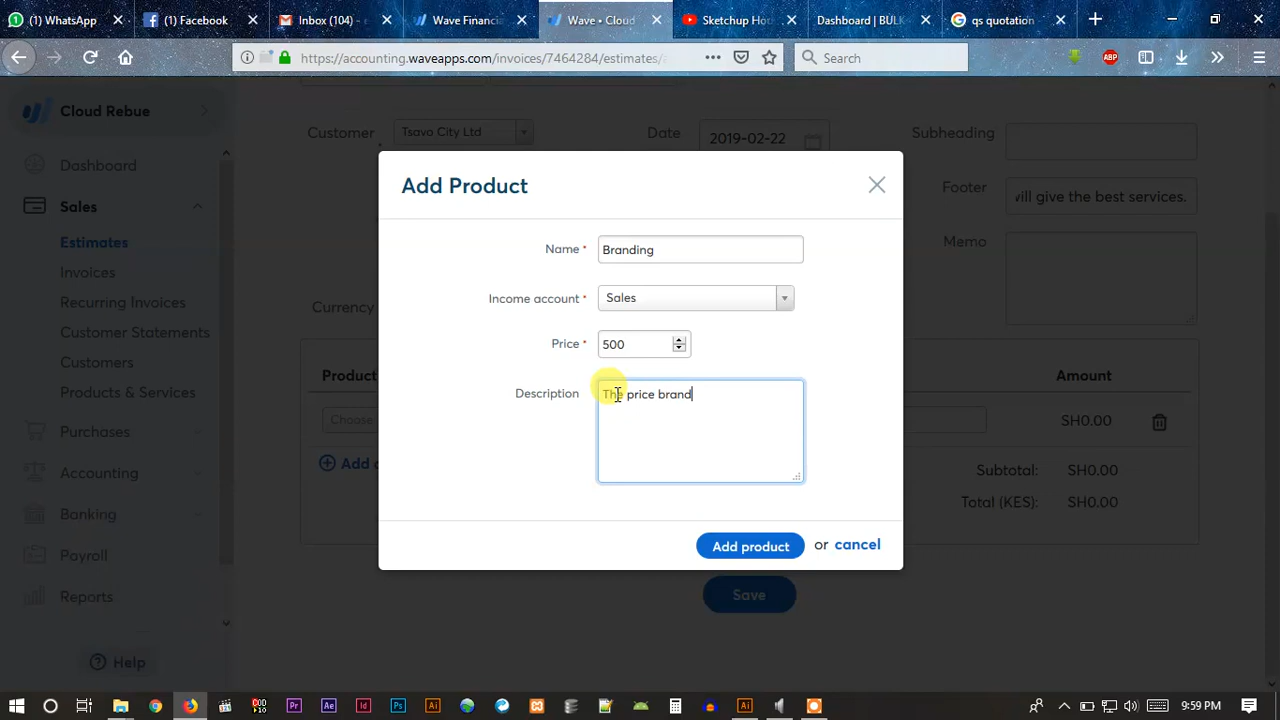 (1) WhatsApp
(1) Facebook
Inbox (104) - e
Wave Financi
Wave • Cloud
Sketchup Hot
Dashboard | BULK
qs quotation
https://accounting.waveapps.com/invoices/7464284/estimates/
Search
ABP
Cloud Rebue
Dashboard
Sales
Estimates
Invoices
Recurring Invoices
Customer Statements
Customers
Products & Services
Purchases
Accounting
Banking
Payroll
Reports
Help
Customer
Tsavo City Ltd
Date
2019-02-22
Subheading
Footer
will give the best services.
Memo
Currency
Product
Amount
Choose
SH0.00
Add
Subtotal:
SH0.00
Total (KES):
SH0.00
Save
Add Product
Name *
Branding
Income account *
Sales
Price *
500
Description
The price brand
Add product
or cancel
9:59 PM